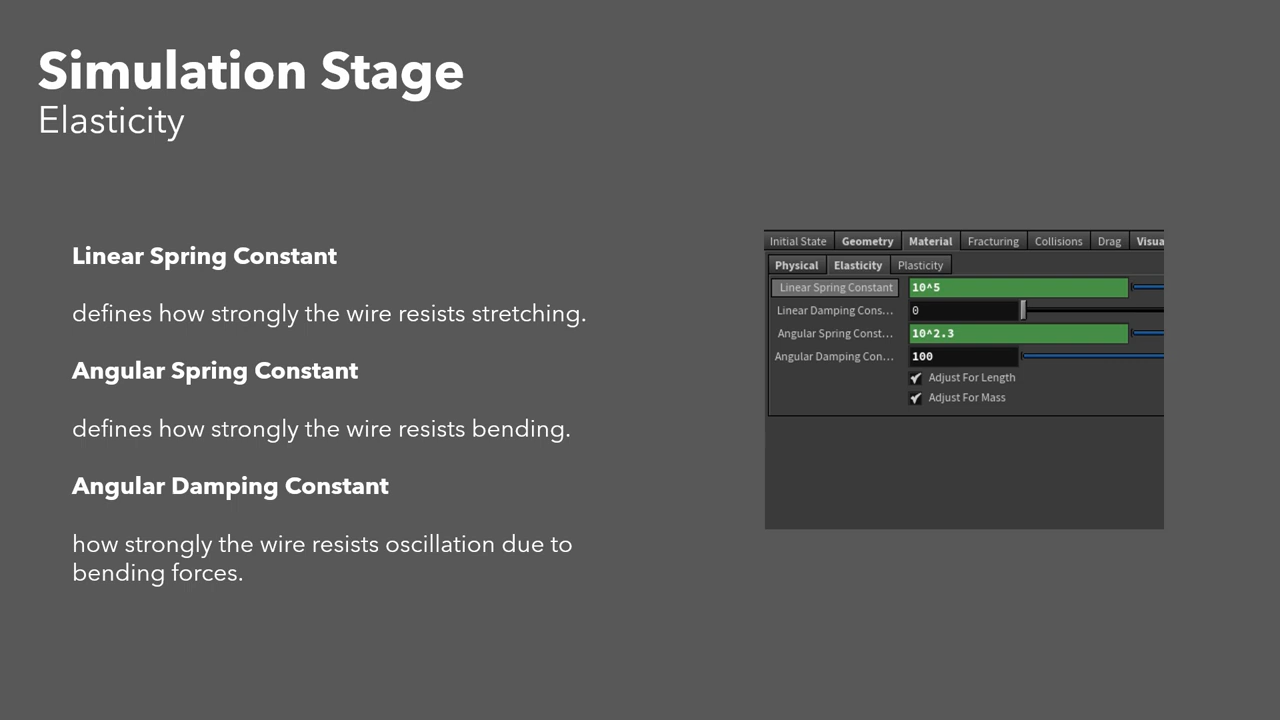 Simulation Stage
Elasticity
Linear Spring Constant
defines how strongly the wire resists stretching.
Angular Spring Constant
defines how strongly the wire resists bending.
Angular Damping Constant
how strongly the wire resists oscillation due to
bending forces.
Initial State Geometry Material Fracturing Collisions Drag Visua
Physical Elasticity Plasticity
Linear Spring Constant 10^5
Linear Damping Cons... 0
Angular Spring Const... 10^2.3
Angular Damping Con... 100
Adjust For Length
Adjust For Mass